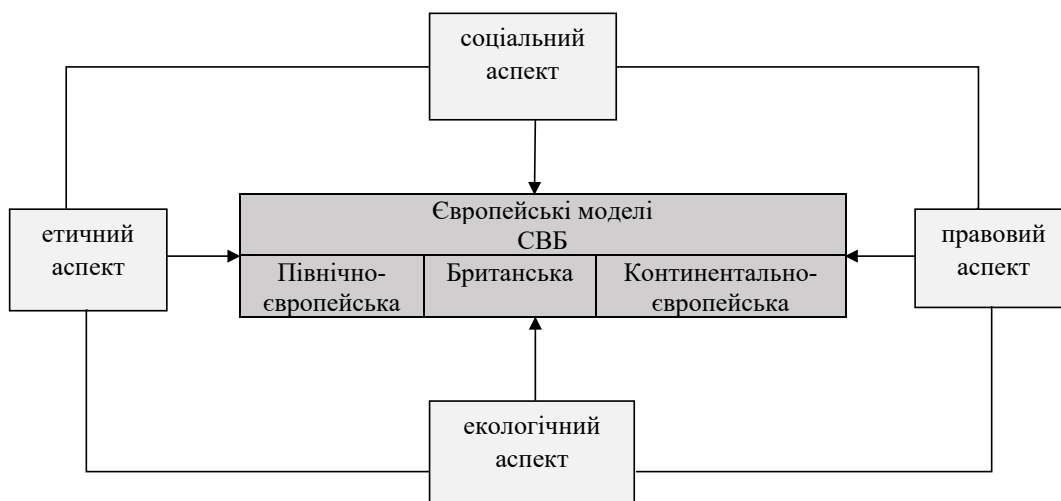 соціальний
аспект
Європейські моделі
СВБ
етичний
аспект
правовий
аспект
Північно-
європейська
Британська
Континентально-
європейська
екологічний
аспект